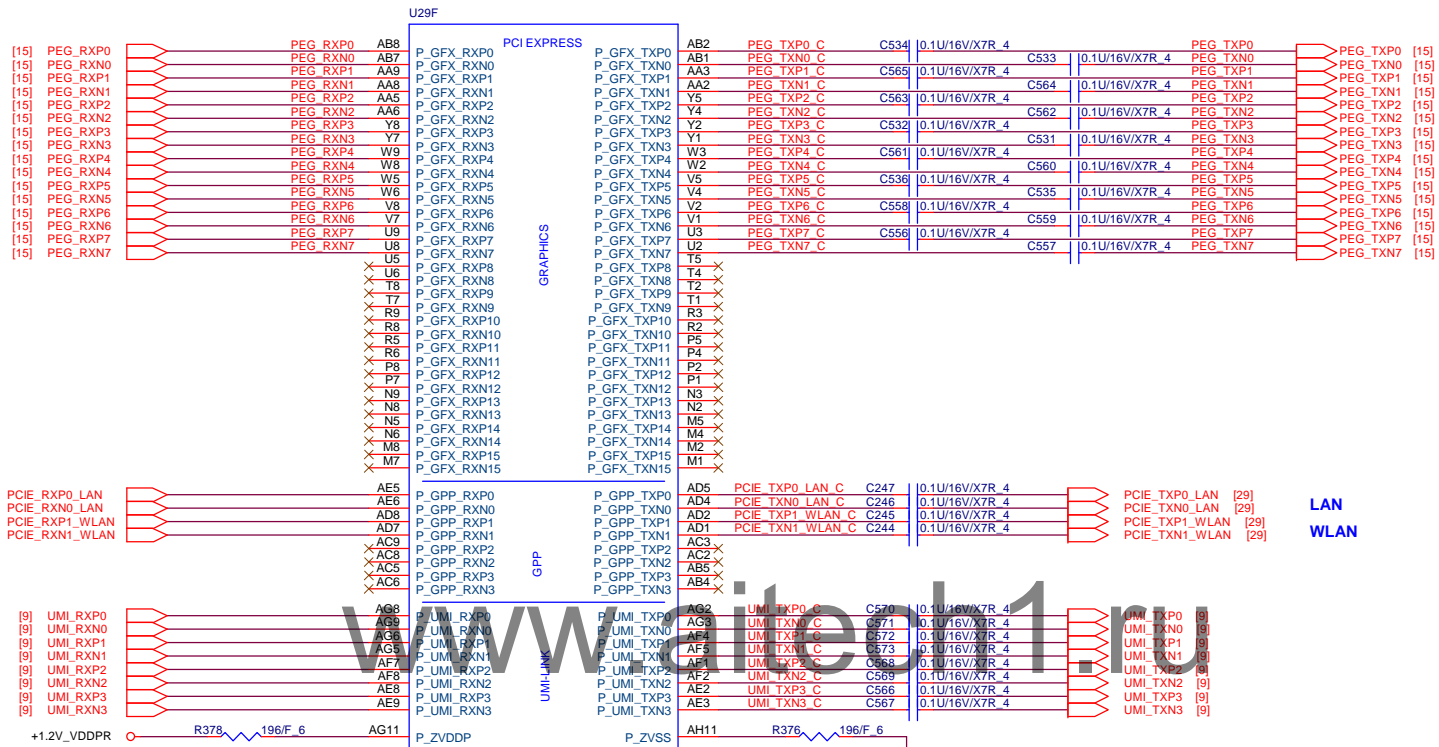 U29F
PCI EXPRESS
[15] PEG_RXP0 PEG_RXP0 AB8 P_GFX_RXP0 P_GFX_TXP0 AB2 PEG_TXP0_C C534 0.1U/16V/X7R_4 PEG_TXP0 PEG_TXP0 [15]
[15] PEG_RXN0 PEG_RXN0 AB7 P_GFX_RXN0 P_GFX_TXN0 AB1 PEG_TXN0_C C533 0.1U/16V/X7R_4 PEG_TXN0 PEG_TXN0 [15]
[15] PEG_RXP1 PEG_RXP1 AA9 P_GFX_RXP1 P_GFX_TXP1 AA3 PEG_TXP1_C C565 0.1U/16V/X7R_4 PEG_TXP1 PEG_TXP1 [15]
[15] PEG_RXN1 PEG_RXN1 AA8 P_GFX_RXN1 P_GFX_TXN1 AA2 PEG_TXN1_C C564 0.1U/16V/X7R_4 PEG_TXN1 PEG_TXN1 [15]
[15] PEG_RXP2 PEG_RXP2 AA5 P_GFX_RXP2 P_GFX_TXP2 Y5 PEG_TXP2_C C563 0.1U/16V/X7R_4 PEG_TXP2 PEG_TXP2 [15]
[15] PEG_RXN2 PEG_RXN2 AA6 P_GFX_RXN2 P_GFX_TXN2 Y4 PEG_TXN2_C C562 0.1U/16V/X7R_4 PEG_TXN2 PEG_TXN2 [15]
[15] PEG_RXP3 PEG_RXP3 Y8 P_GFX_RXP3 P_GFX_TXP3 Y2 PEG_TXP3_C C532 0.1U/16V/X7R_4 PEG_TXP3 PEG_TXP3 [15]
[15] PEG_RXN3 PEG_RXN3 Y7 P_GFX_RXN3 P_GFX_TXN3 Y1 PEG_TXN3_C C531 0.1U/16V/X7R_4 PEG_TXN3 PEG_TXN3 [15]
[15] PEG_RXP4 PEG_RXP4 W9 P_GFX_RXP4 P_GFX_TXP4 W3 PEG_TXP4_C C561 0.1U/16V/X7R_4 PEG_TXP4 PEG_TXP4 [15]
[15] PEG_RXN4 PEG_RXN4 W8 P_GFX_RXN4 P_GFX_TXN4 W2 PEG_TXN4_C C560 0.1U/16V/X7R_4 PEG_TXN4 PEG_TXN4 [15]
[15] PEG_RXP5 PEG_RXP5 W5 P_GFX_RXP5 P_GFX_TXP5 V5 PEG_TXP5_C C536 0.1U/16V/X7R_4 PEG_TXP5 PEG_TXP5 [15]
[15] PEG_RXN5 PEG_RXN5 W6 P_GFX_RXN5 P_GFX_TXN5 V4 PEG_TXN5_C C535 0.1U/16V/X7R_4 PEG_TXN5 PEG_TXN5 [15]
[15] PEG_RXP6 PEG_RXP6 V8 P_GFX_RXP6 P_GFX_TXP6 V2 PEG_TXP6_C C558 0.1U/16V/X7R_4 PEG_TXP6 PEG_TXP6 [15]
[15] PEG_RXN6 PEG_RXN6 V7 P_GFX_RXN6 P_GFX_TXN6 V1 PEG_TXN6_C C559 0.1U/16V/X7R_4 PEG_TXN6 PEG_TXN6 [15]
[15] PEG_RXP7 PEG_RXP7 U9 P_GFX_RXP7 P_GFX_TXP7 U3 PEG_TXP7_C C556 0.1U/16V/X7R_4 PEG_TXP7 PEG_TXP7 [15]
[15] PEG_RXN7 PEG_RXN7 U8 P_GFX_RXN7 P_GFX_TXN7 U2 PEG_TXN7_C C557 0.1U/16V/X7R_4 PEG_TXN7 PEG_TXN7 [15]
GRAPHICS
U5 P_GFX_RXP8 P_GFX_TXP8 T5
U6 P_GFX_RXN8 P_GFX_TXN8 T4
T8 P_GFX_RXP9 P_GFX_TXP9 T2
T7 P_GFX_RXN9 P_GFX_TXN9 T1
R9 P_GFX_RXP10 P_GFX_TXP10 R3
R8 P_GFX_RXN10 P_GFX_TXN10 R2
R5 P_GFX_RXP11 P_GFX_TXP11 P5
R6 P_GFX_RXN11 P_GFX_TXN11 P4
P8 P_GFX_RXP12 P_GFX_TXP12 P2
P7 P_GFX_RXN12 P_GFX_TXN12 P1
N9 P_GFX_RXP13 P_GFX_TXP13 N3
N8 P_GFX_RXN13 P_GFX_TXN13 N2
N5 P_GFX_RXP14 P_GFX_TXP14 M5
N6 P_GFX_RXN14 P_GFX_TXN14 M4
M8 P_GFX_RXP15 P_GFX_TXP15 M2
M7 P_GFX_RXN15 P_GFX_TXN15 M1
PCIE_RXP0_LAN AE5 P_GPP_RXP0 P_GPP_TXP0 AD5 PCIE_TXP0_LAN_C C247 0.1U/16V/X7R_4 PCIE_TXP0_LAN [29]
PCIE_RXN0_LAN AE6 P_GPP_RXN0 P_GPP_TXN0 AD4 PCIE_TXN0_LAN_C C246 0.1U/16V/X7R_4 PCIE_TXN0_LAN [29] LAN
PCIE_RXP1_WLAN AD8 P_GPP_RXP1 P_GPP_TXP1 AD2 PCIE_TXP1_WLAN_C C245 0.1U/16V/X7R_4 PCIE_TXP1_WLAN [29]
PCIE_RXN1_WLAN AD7 P_GPP_RXN1 P_GPP_TXN1 AD1 PCIE_TXN1_WLAN_C C244 0.1U/16V/X7R_4 PCIE_TXN1_WLAN [29] WLAN
AC9 P_GPP_RXP2 P_GPP_TXP2 AC3
AC8 P_GPP_RXN2 P_GPP_TXN2 AC2
AC5 P_GPP_RXP3 P_GPP_TXP3 AB5
AC6 P_GPP_RXN3 P_GPP_TXN3 AB4
GPP
[9] UMI_RXP0 AG8 P_UMI_RXP0 P_UMI_TXP0 AG2 UMI_TXP0_C C570 0.1U/16V/X7R_4 UMI_TXP0 [9]
[9] UMI_RXN0 AG9 P_UMI_RXN0 P_UMI_TXN0 AG3 UMI_TXN0_C C571 0.1U/16V/X7R_4 UMI_TXN0 [9]
[9] UMI_RXP1 AG6 P_UMI_RXP1 P_UMI_TXP1 AF4 UMI_TXP1_C C572 0.1U/16V/X7R_4 UMI_TXP1 [9]
[9] UMI_RXN1 AG5 P_UMI_RXN1 P_UMI_TXN1 AF5 UMI_TXN1_C C573 0.1U/16V/X7R_4 UMI_TXN1 [9]
[9] UMI_RXP2 AF7 P_UMI_RXP2 P_UMI_TXP2 AF1 UMI_TXP2_C C568 0.1U/16V/X7R_4 UMI_TXP2 [9]
[9] UMI_RXN2 AF8 P_UMI_RXN2 P_UMI_TXN2 AF2 UMI_TXN2_C C569 0.1U/16V/X7R_4 UMI_TXN2 [9]
[9] UMI_RXP3 AE8 P_UMI_RXP3 P_UMI_TXP3 AE2 UMI_TXP3_C C566 0.1U/16V/X7R_4 UMI_TXP3 [9]
[9] UMI_RXN3 AE9 P_UMI_RXN3 P_UMI_TXN3 AE3 UMI_TXN3_C C567 0.1U/16V/X7R_4 UMI_TXN3 [9]
UMI-LINK
www.aitech1.ru
+1.2V_VDDPR R378 196/F_6 AG11 P_ZVDDP P_ZVSS AH11 R376 196/F_6